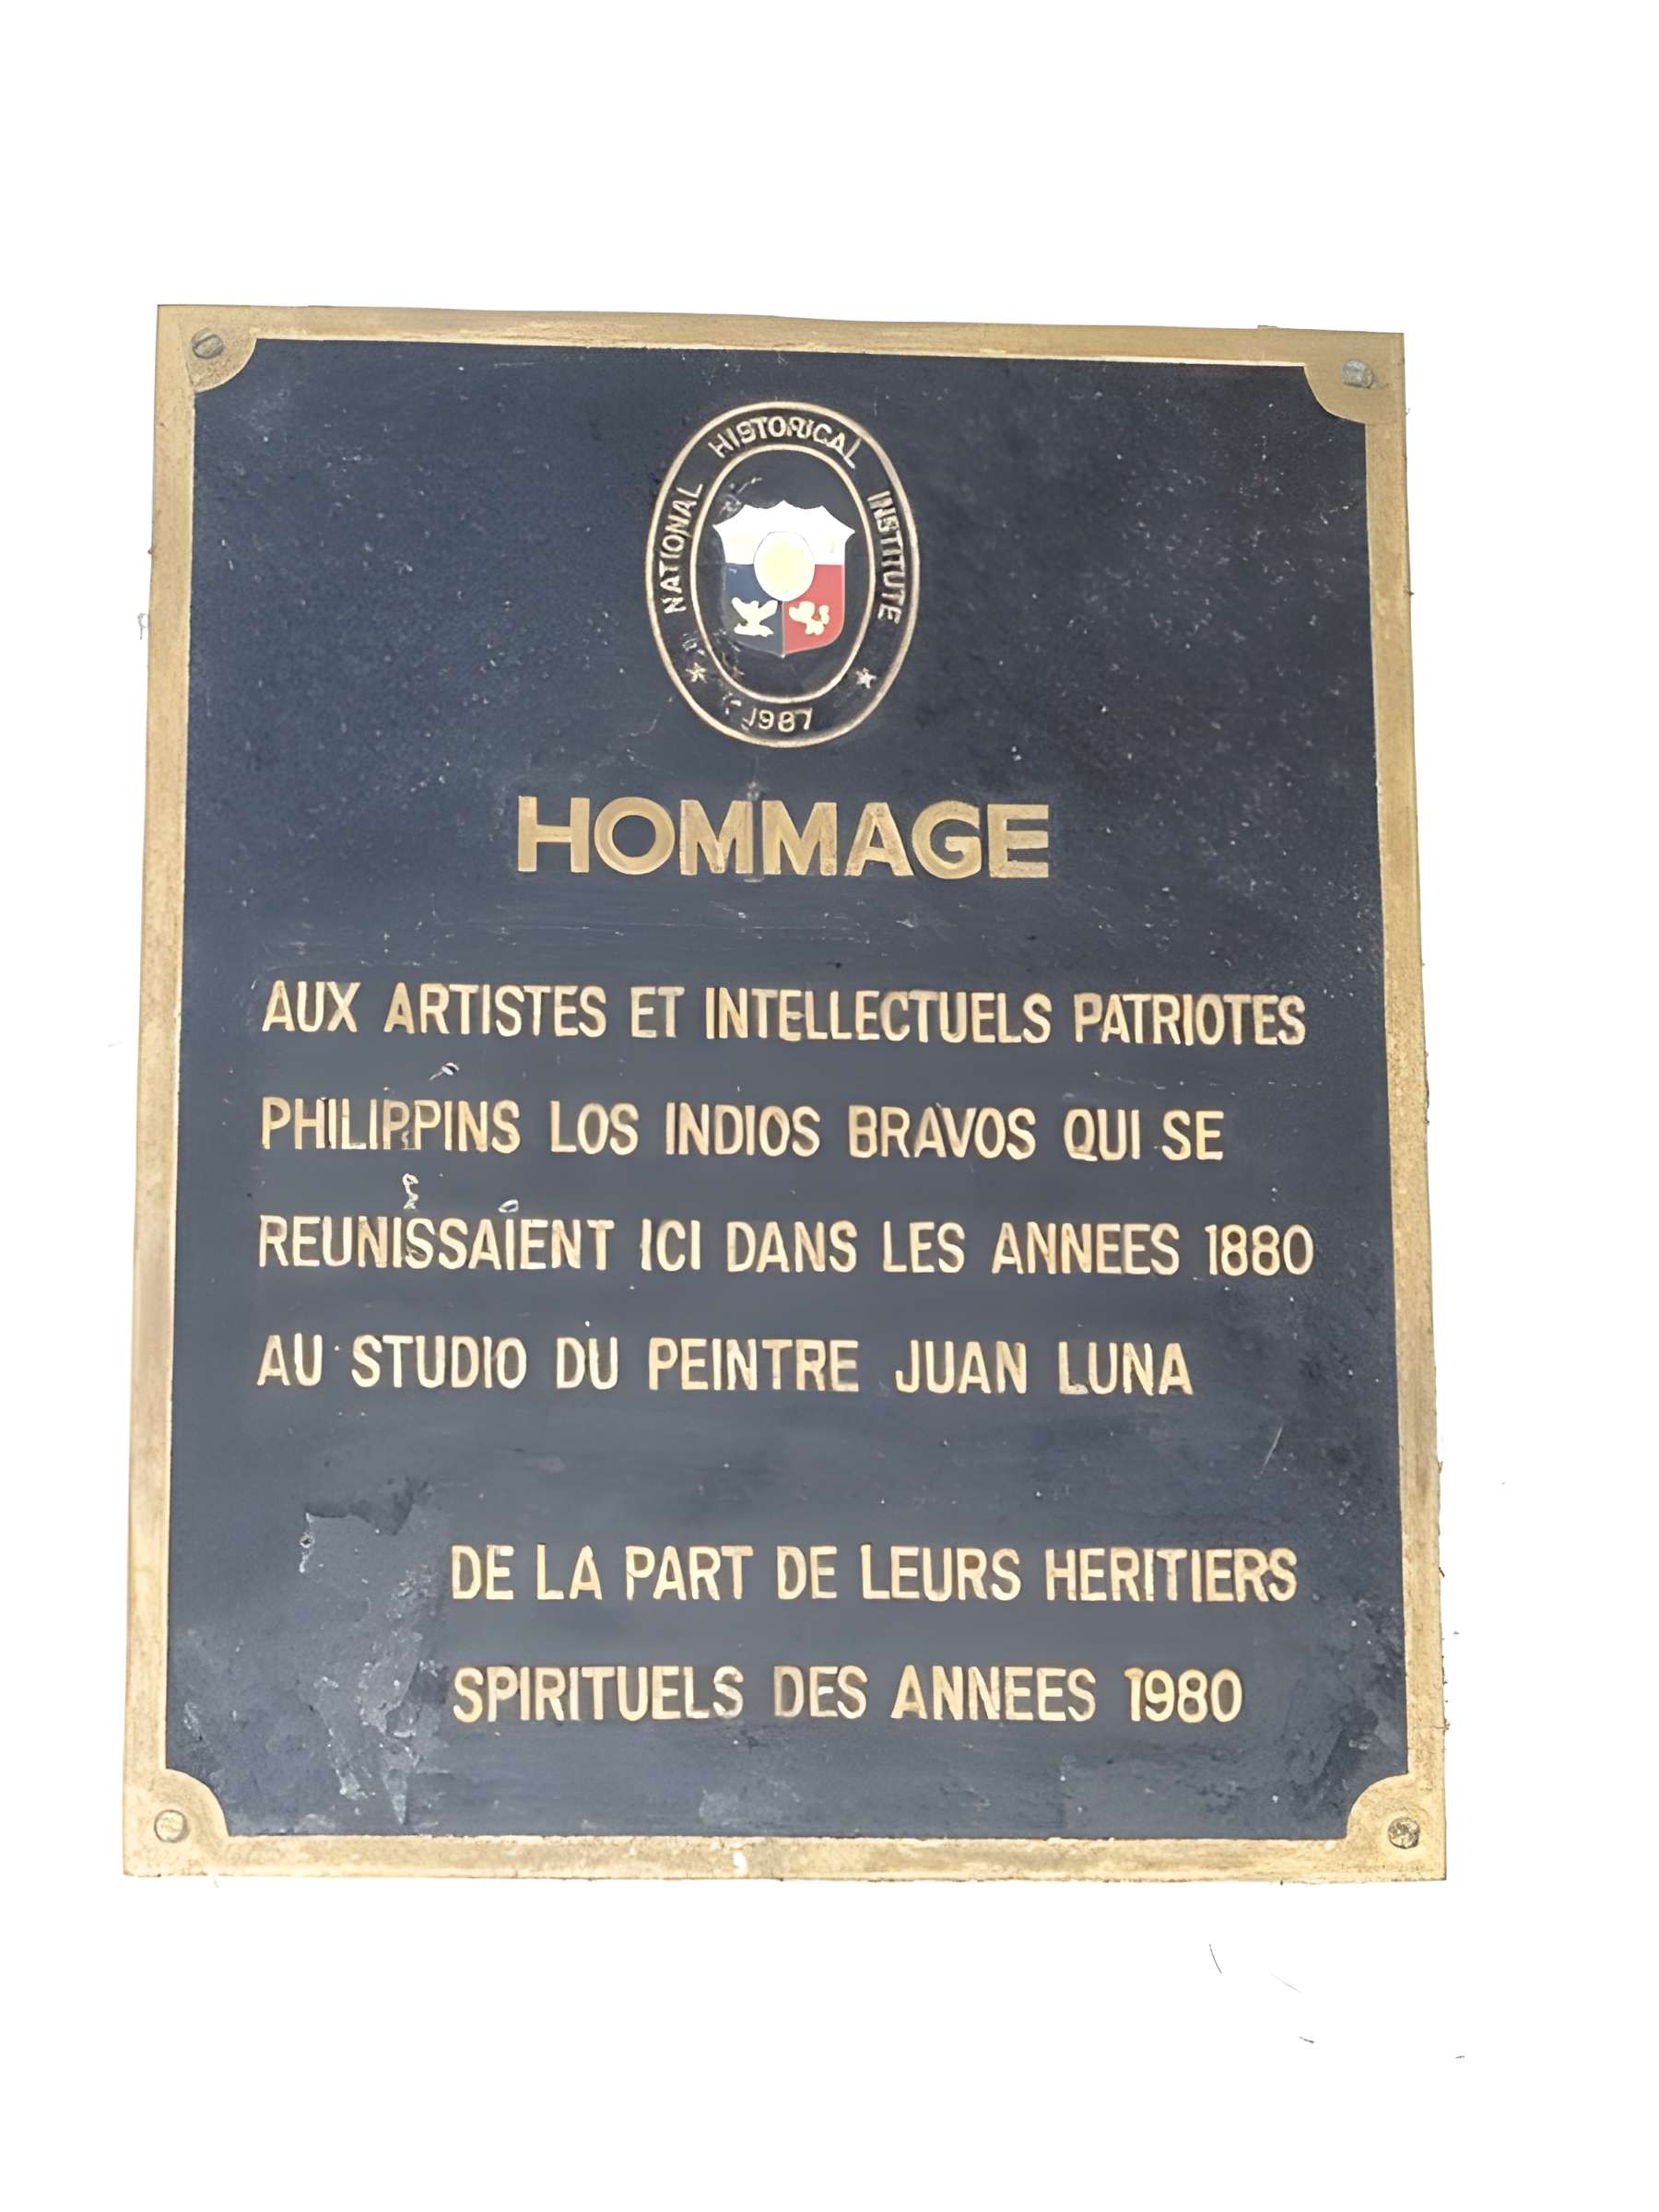 NATIONAL HISTORICAL INSTITUTE
1987
HOMMAGE
AUX ARTISTES ET INTELLECTUELS PATRIOTES
PHILIPPINS LOS INDIOS BRAVOS QUI SE
REUNISSAIENT ICI DANS LES ANNEES 1880
AU STUDIO DU PEINTRE JUAN LUNA
DE LA PART DE LEURS HERITIERS
SPIRITUELS DES ANNEES 1980